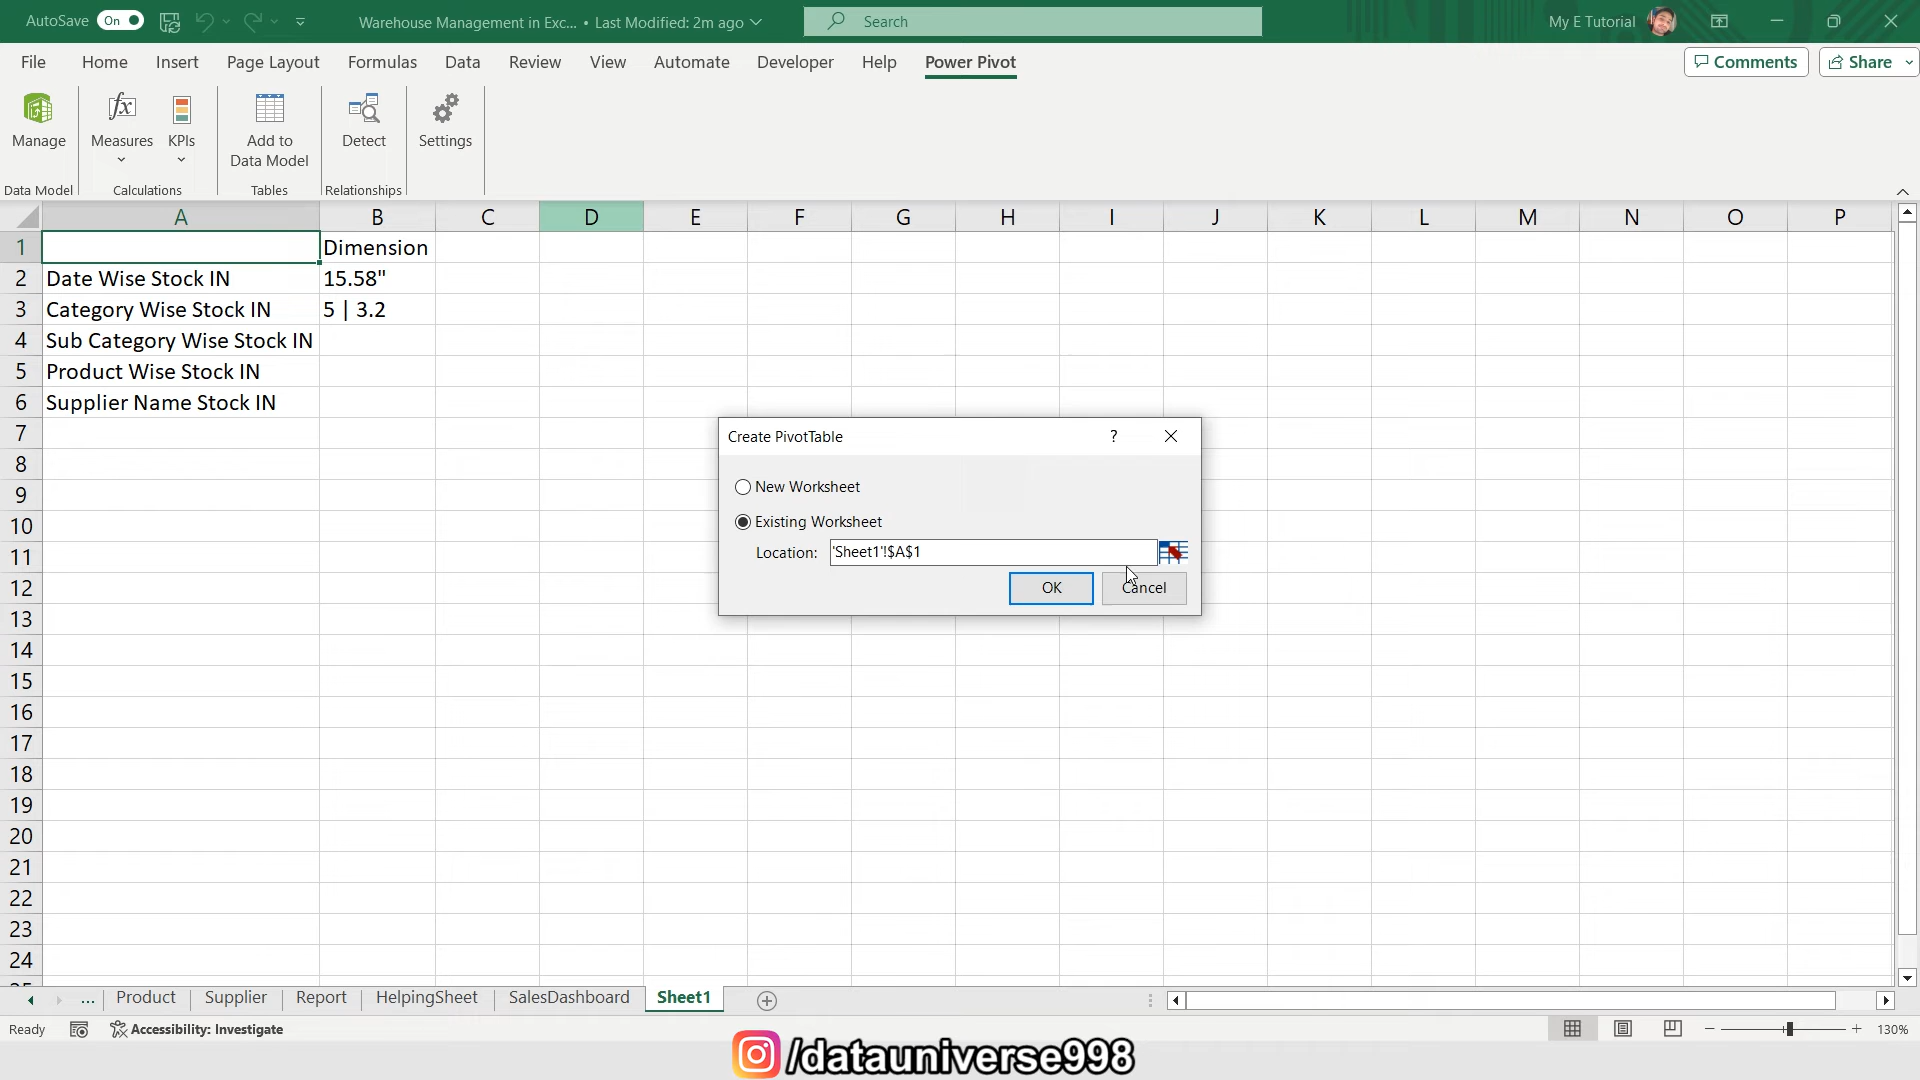 AutoSave On Warehouse Management in Exc... • Last Modified: 2m ago Search My E Tutorial
File Home Insert Page Layout Formulas Data Review View Automate Developer Help Power Pivot Comments Share
Manage Measures KPIs Add to Data Model Detect Settings
Data Model Calculations Tables Relationships
A B C D E F G H I J K L M N O P
1 Dimension
2 Date Wise Stock IN 15.58"
3 Category Wise Stock IN 5 | 3.2
4 Sub Category Wise Stock IN
5 Product Wise Stock IN
6 Supplier Name Stock IN
7
8
9
10
11
12
13
14
15
16
17
18
19
20
21
22
23
24
Create PivotTable ?
New Worksheet
Existing Worksheet
Location: 'Sheet1'!$A$1
OK Cancel
... Product Supplier Report HelpingSheet SalesDashboard Sheet1
Ready Accessibility: Investigate 130%
/datauniverse998